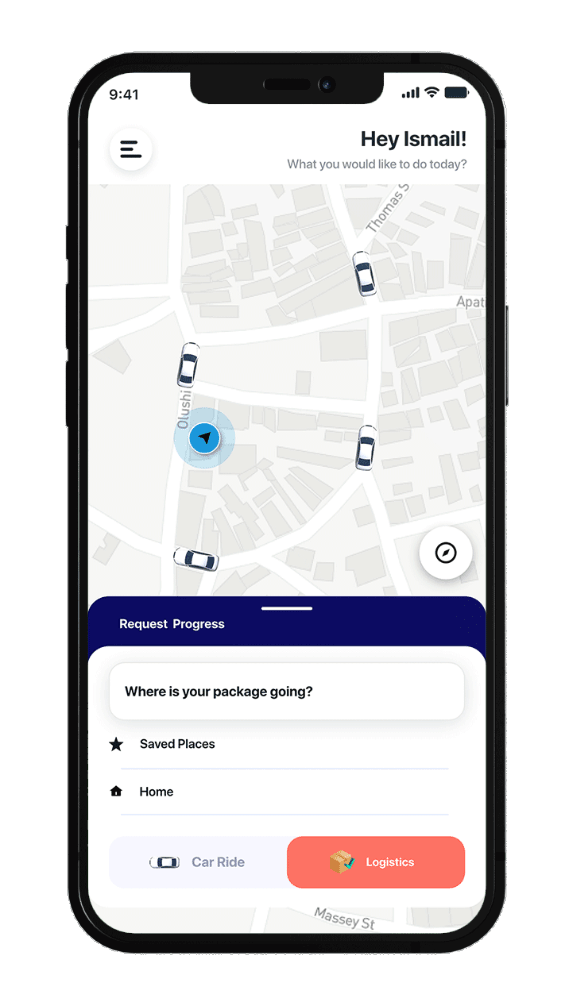 9:41
Hey Ismail!
What you would like to do today?
Thomas S
Apati
Olushi
Request Progress
Where is your package going?
Saved Places
Home
Car Ride
Logistics
Massey St